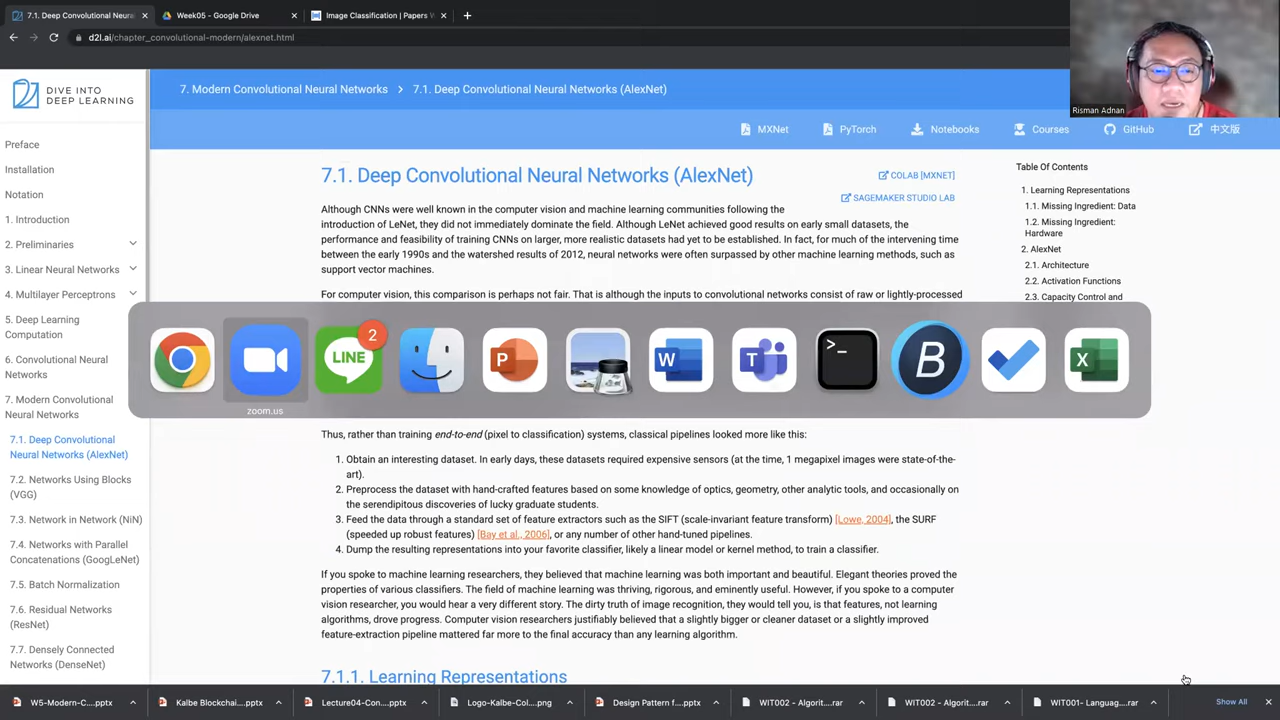 7.1. Deep Convolutional Neural
Week05 - Google Drive
Image Classification | Papers W
d2l.ai/chapter_convolutional-modern/alexnet.html
Risman Adnan
DIVE INTO
DEEP LEARNING
7. Modern Convolutional Neural Networks > 7.1. Deep Convolutional Neural Networks (AlexNet)
MXNet PyTorch Notebooks Courses GitHub 中文版
Preface
Installation
Notation
1. Introduction
2. Preliminaries
3. Linear Neural Networks
4. Multilayer Perceptrons
5. Deep Learning
Computation
6. Convolutional Neural
Networks
7. Modern Convolutional
Neural Networks
7.1. Deep Convolutional
Neural Networks (AlexNet)
7.2. Networks Using Blocks
(VGG)
7.3. Network in Network (NiN)
7.4. Networks with Parallel
Concatenations (GoogLeNet)
7.5. Batch Normalization
7.6. Residual Networks
(ResNet)
7.7. Densely Connected
Networks (DenseNet)
7.1. Deep Convolutional Neural Networks (AlexNet)
COLAB [MXNET]
SAGEMAKER STUDIO LAB
Although CNNs were well known in the computer vision and machine learning communities following the
introduction of LeNet, they did not immediately dominate the field. Although LeNet achieved good results on early small datasets, the
performance and feasibility of training CNNs on larger, more realistic datasets had yet to be established. In fact, for much of the intervening time
between the early 1990s and the watershed results of 2012, neural networks were often surpassed by other machine learning methods, such as
support vector machines.
For computer vision, this comparison is perhaps not fair. That is although the inputs to convolutional networks consist of raw or lightly-processed
Table Of Contents
1. Learning Representations
1.1. Missing Ingredient: Data
1.2. Missing Ingredient:
Hardware
2. AlexNet
2.1. Architecture
2.2. Activation Functions
2.3. Capacity Control and
2
LINE
P
W
T
>_
B
X
zoom.us
Thus, rather than training end-to-end (pixel to classification) systems, classical pipelines looked more like this:
1. Obtain an interesting dataset. In early days, these datasets required expensive sensors (at the time, 1 megapixel images were state-of-the-
art).
2. Preprocess the dataset with hand-crafted features based on some knowledge of optics, geometry, other analytic tools, and occasionally on
the serendipitous discoveries of lucky graduate students.
3. Feed the data through a standard set of feature extractors such as the SIFT (scale-invariant feature transform) [Lowe, 2004], the SURF
(speeded up robust features) [Bay et al., 2006], or any number of other hand-tuned pipelines.
4. Dump the resulting representations into your favorite classifier, likely a linear model or kernel method, to train a classifier.
If you spoke to machine learning researchers, they believed that machine learning was both important and beautiful. Elegant theories proved the
properties of various classifiers. The field of machine learning was thriving, rigorous, and eminently useful. However, if you spoke to a computer
vision researcher, you would hear a very different story. The dirty truth of image recognition, they would tell you, is that features, not learning
algorithms, drove progress. Computer vision researchers justifiably believed that a slightly bigger or cleaner dataset or a slightly improved
feature-extraction pipeline mattered far more to the final accuracy than any learning algorithm.
7.1.1. Learning Representations
W5-Modern-C....pptx
Kalbe Blockchai....pptx
Lecture04-Con....pptx
Logo-Kalbe-Col....png
Design Pattern f....pptx
WIT002 - Algorit....rar
WIT002 - Algorit....rar
WIT001- Languag....rar
Show All